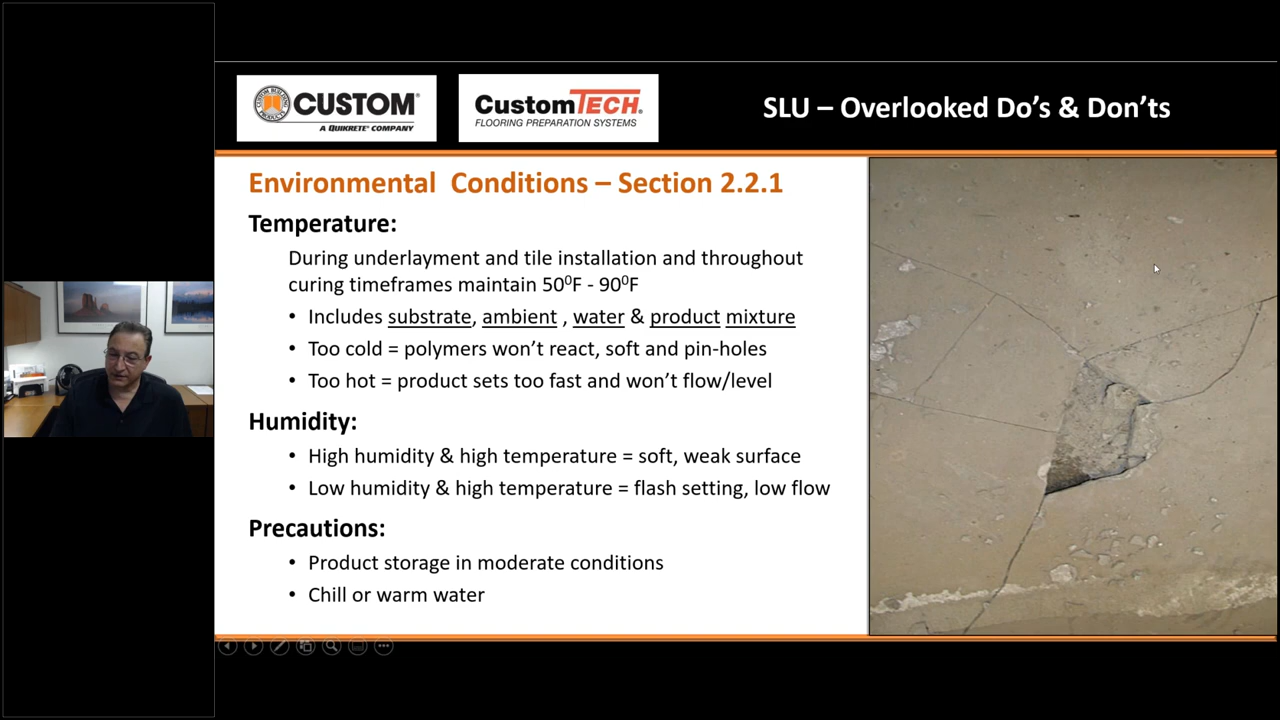 CUSTOM BUILDING PRODUCTS
CUSTOM®
A QUIKRETE® COMPANY
CustomTECH®
FLOORING PREPARATION SYSTEMS
SLU – Overlooked Do's & Don'ts
Environmental Conditions – Section 2.2.1
Temperature:
During underlayment and tile installation and throughout
curing timeframes maintain 50⁰F - 90⁰F
• Includes substrate, ambient , water & product mixture
• Too cold = polymers won't react, soft and pin-holes
• Too hot = product sets too fast and won't flow/level
Humidity:
• High humidity & high temperature = soft, weak surface
• Low humidity & high temperature = flash setting, low flow
Precautions:
• Product storage in moderate conditions
• Chill or warm water